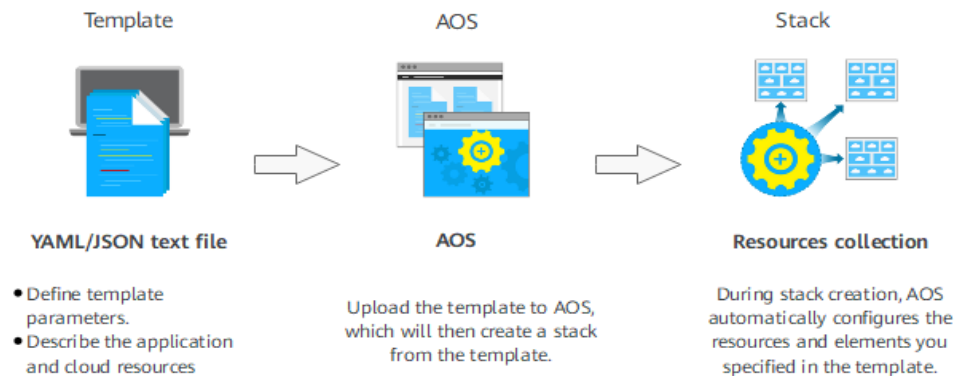 Template
AOS
Stack
YAML/JSON text file
AOS
Resources collection
• Define template
parameters.
• Describe the application
and cloud resources
Upload the template to AOS,
which will then create a stack
from the template.
During stack creation, AOS
automatically configures the
resources and elements you
specified in the template.